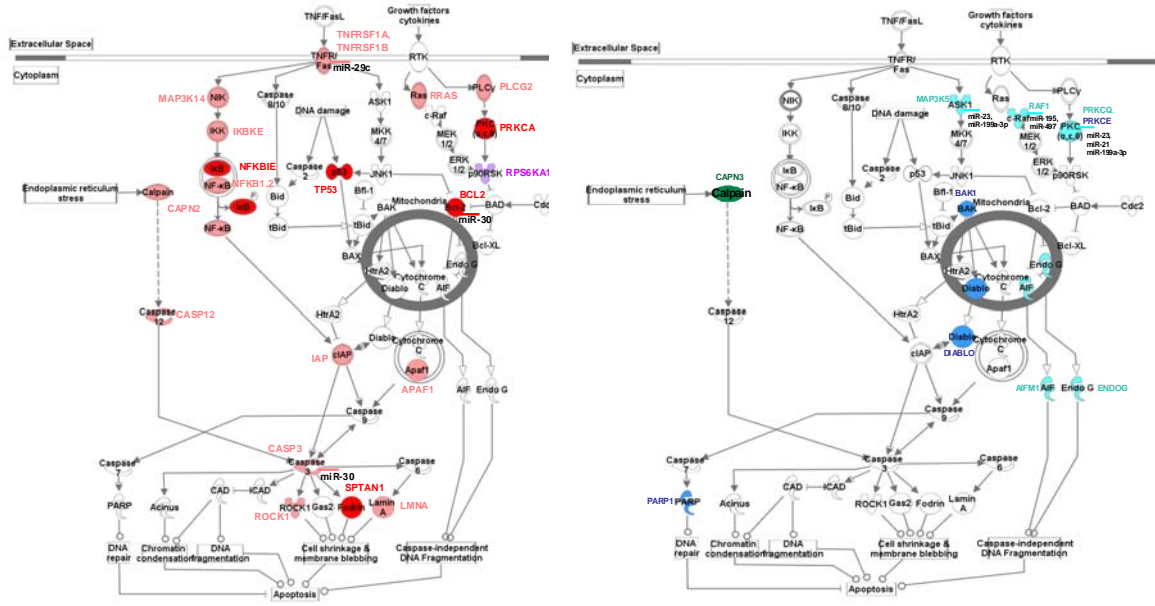 TNF/FasL
Growth factors
cytokines
TNFRSF1A,
TNFRSF1B
Extracellular Space
TNFR/
Fas
miR-29c
RTK
Cytoplasm
MAP3K14
NIK
Caspase
8/10
ASK1
Ras
RRAS
PLCγ
PLCG2
DNA damage
c-Raf
IKBKE
IKK
MKK
4/7
MEK
1/2
PKC
(α,ε,θ)
PRKCA
IκB
NFKBIE
NF-κB
NFKB1,2
Caspase
2
p53
TP53
JNK1
ERK
1/2
p90RSK
RPS6KA1
Endoplasmic reticulum
stress
Calpain
CAPN2
IκB
P
Bid
Bfl-1
BCL2
Bcl-2
miR-30
BAD
Cdc2
NF-κB
tBid
tBid
BAK
Mitochondria
Bcl-XL
BAX
HtrA2
Cytochrome
C
Endo G
Diablo
AIF
Caspase
12
CASP12
HtrA2
Diablo
Cytochrome
C
IAP
cIAP
Apaf1
APAF1
AIF
Endo G
Caspase
9
CASP3
Caspase
7
Caspase
3
miR-30
Caspase
6
SPTAN1
PARP
Acinus
CAD
ICAD
ROCK1
ROCK1
Gas2
Fodrin
Lamin
A
LMNA
DNA
repair
Chromatin
condensation
DNA
fragmentation
Cell shrinkage &
membrane blebbing
Caspase-independent
DNA Fragmentation
Apoptosis
TNF/FasL
Growth factors
cytokines
Extracellular Space
TNFR/
Fas
RTK
Cytoplasm
NIK
Caspase
8/10
MAP3K5
ASK1
miR-23,
miR-199a-3p
Ras
PLCγ
DNA damage
RAF1
c-Raf
miR-195,
miR-497
PRKCQ,
PRKCE
IKK
MKK
4/7
MEK
1/2
PKC
(α,ε,θ)
miR-23,
miR-21
miR-199a-3p
IκB
NF-κB
Caspase
2
p53
JNK1
ERK
1/2
p90RSK
Endoplasmic reticulum
stress
CAPN3
Calpain
IκB
P
Bid
Bfl-1
BAK1
Bcl-2
BAD
Cdc2
NF-κB
tBid
tBid
BAK
Mitochondria
Bcl-XL
BAX
HtrA2
Cytochrome
C
Endo G
Diablo
AIF
Caspase
12
HtrA2
Diablo
DIABLO
Cytochrome
C
cIAP
Apaf1
AIFM1
AIF
Endo G
ENDOG
Caspase
9
Caspase
7
Caspase
3
Caspase
6
PARP1
PARP
Acinus
CAD
ICAD
ROCK1
Gas2
Fodrin
Lamin
A
DNA
repair
Chromatin
condensation
DNA
fragmentation
Cell shrinkage &
membrane blebbing
Caspase-independent
DNA Fragmentation
Apoptosis